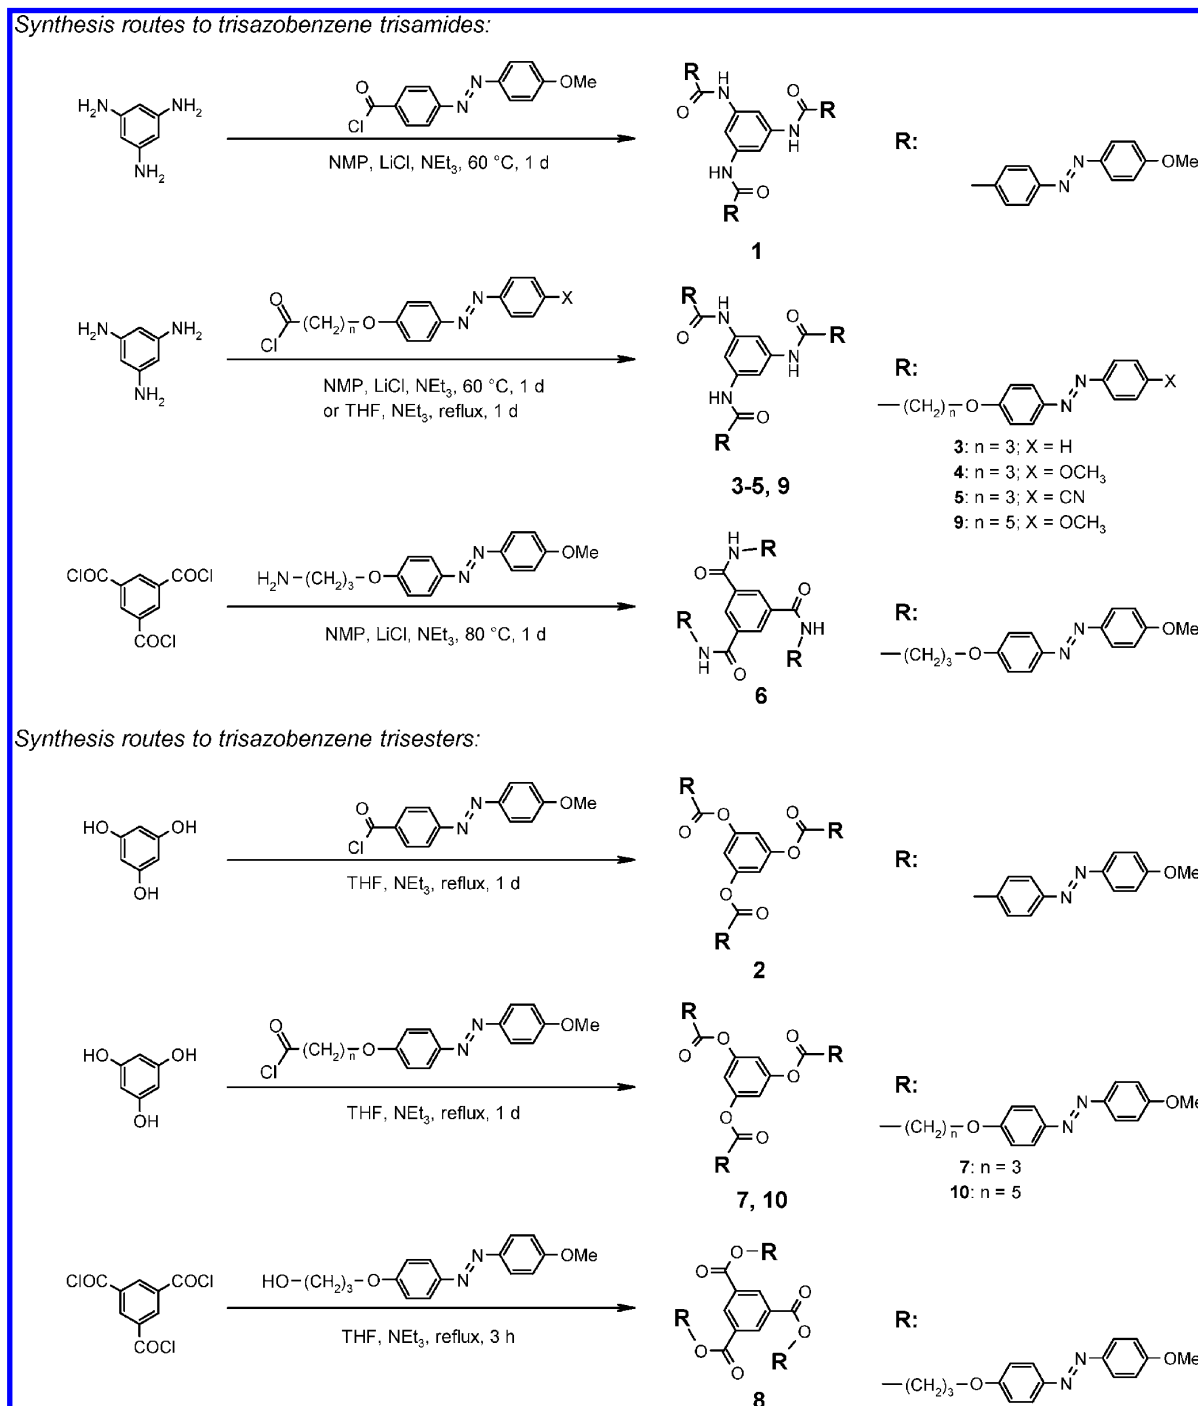 Synthesis routes to trisazobenzene trisamides:
H₂N NH₂ NH₂
O Cl N N OMe
NMP, LiCl, NEt₃, 60 °C, 1 d
R O NH H N O R HN O R
1
R:
N N OMe
H₂N NH₂ NH₂
O Cl (CH₂)ₙ O N N X
NMP, LiCl, NEt₃, 60 °C, 1 d
or THF, NEt₃, reflux, 1 d
R O NH H N O R HN O R
3-5, 9
R:
(CH₂)ₙ O N N X
3: n = 3; X = H
4: n = 3; X = OCH₃
5: n = 3; X = CN
9: n = 5; X = OCH₃
ClOC COCl COCl
H₂N (CH₂)₃ O N N OMe
NMP, LiCl, NEt₃, 80 °C, 1 d
H N R O O NH R R N H O
6
R:
(CH₂)₃ O N N OMe
Synthesis routes to trisazobenzene trisesters:
HO OH OH
O Cl N N OMe
THF, NEt₃, reflux, 1 d
R O O O O R O O R
2
R:
N N OMe
HO OH OH
O Cl (CH₂)ₙ O N N OMe
THF, NEt₃, reflux, 1 d
R O O O O R O O R
7, 10
R:
(CH₂)ₙ O N N OMe
7: n = 3
10: n = 5
ClOC COCl COCl
HO (CH₂)₃ O N N OMe
THF, NEt₃, reflux, 3 h
O R O O O R R O O
8
R:
(CH₂)₃ O N N OMe